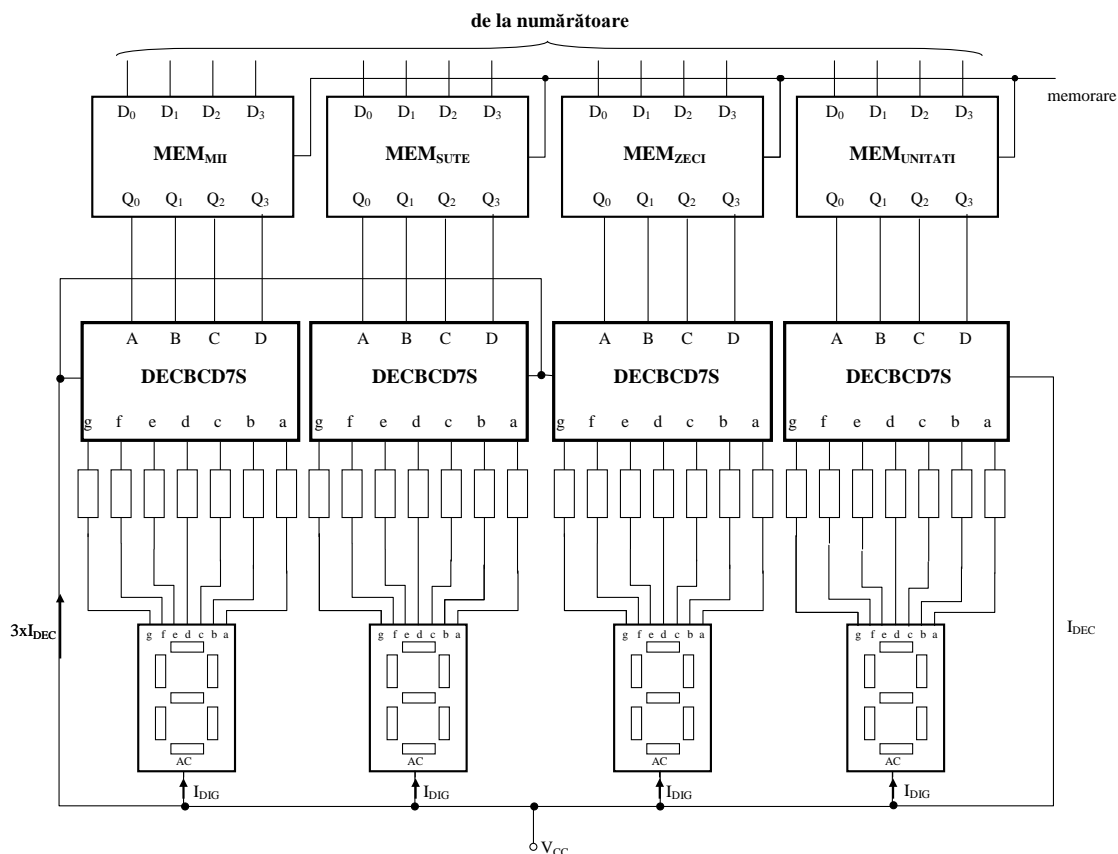 de la numărătoare
memorare
D0 D1 D2 D3 D0 D1 D2 D3 D0 D1 D2 D3 D0 D1 D2 D3
MEMMII MEMSUTE MEMZECI MEMUNITATI
Q0 Q1 Q2 Q3 Q0 Q1 Q2 Q3 Q0 Q1 Q2 Q3 Q0 Q1 Q2 Q3
A B C D A B C D A B C D A B C D
DECBCD7S DECBCD7S DECBCD7S DECBCD7S
g f e d c b a g f e d c b a g f e d c b a g f e d c b a
3xIDEC IDEC
g f e d c b a g f e d c b a g f e d c b a g f e d c b a
AC AC AC AC
IDIG IDIG IDIG IDIG
VCC